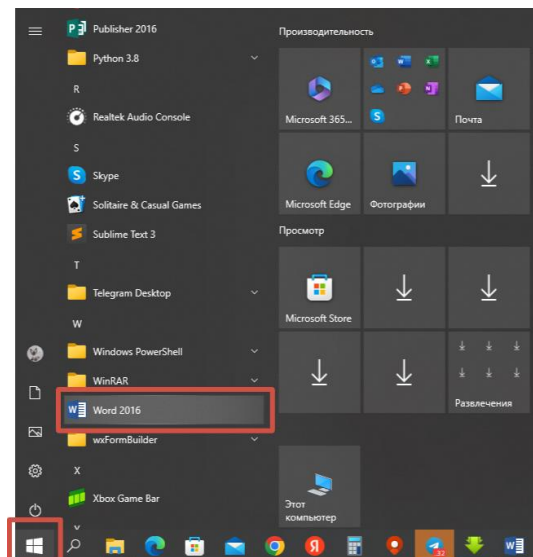 Publisher 2016
Python 3.8
R
Realtek Audio Console
S
Skype
Solitaire & Casual Games
Sublime Text 3
T
Telegram Desktop
W
Windows PowerShell
WinRAR
Word 2016
wxFormBuilder
X
Xbox Game Bar
Y
Производительность
Microsoft 365...
Почта
Microsoft Edge
Фотографии
Просмотр
Microsoft Store
Развлечения
Этот
компьютер
32